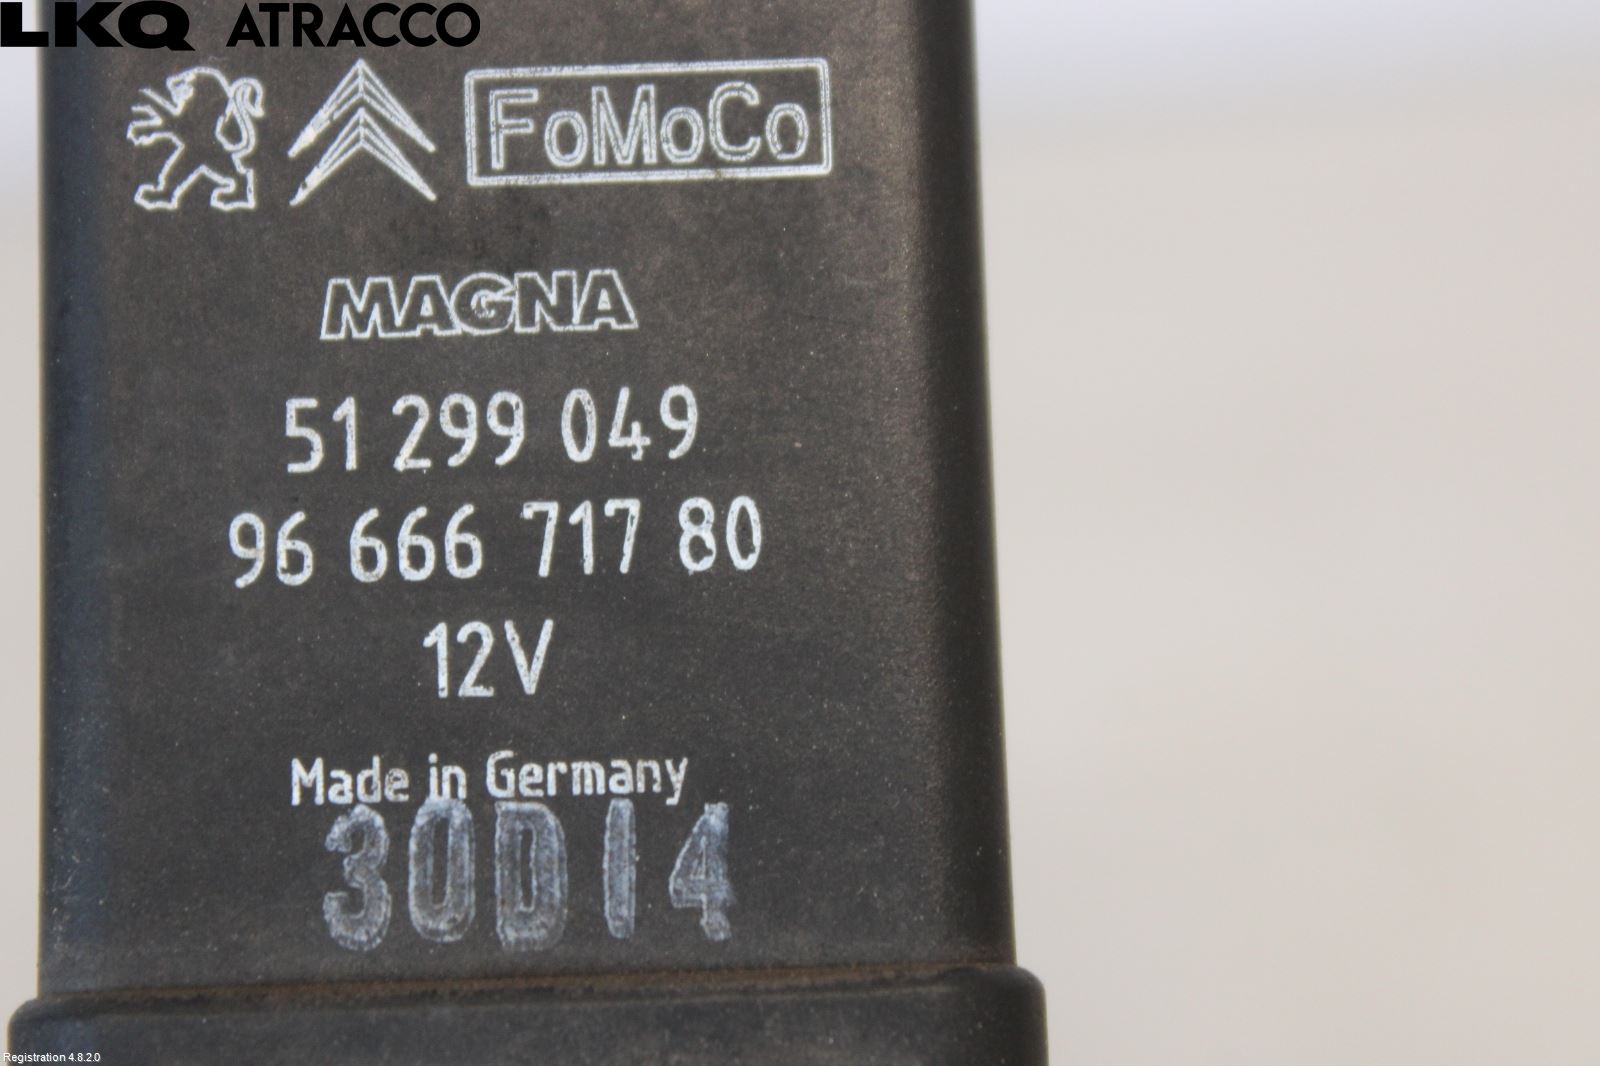 LKQ ATRACCO
FoMoCo
MAGNA
51 299 049
96 666 717 80
12V
Made in Germany
30D14
Registration 4.8.2.0